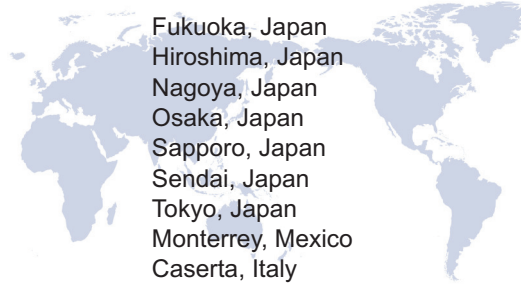 Fukuoka, Japan
Hiroshima, Japan
Nagoya, Japan
Osaka, Japan
Sapporo, Japan
Sendai, Japan
Tokyo, Japan
Monterrey, Mexico
Caserta, Italy